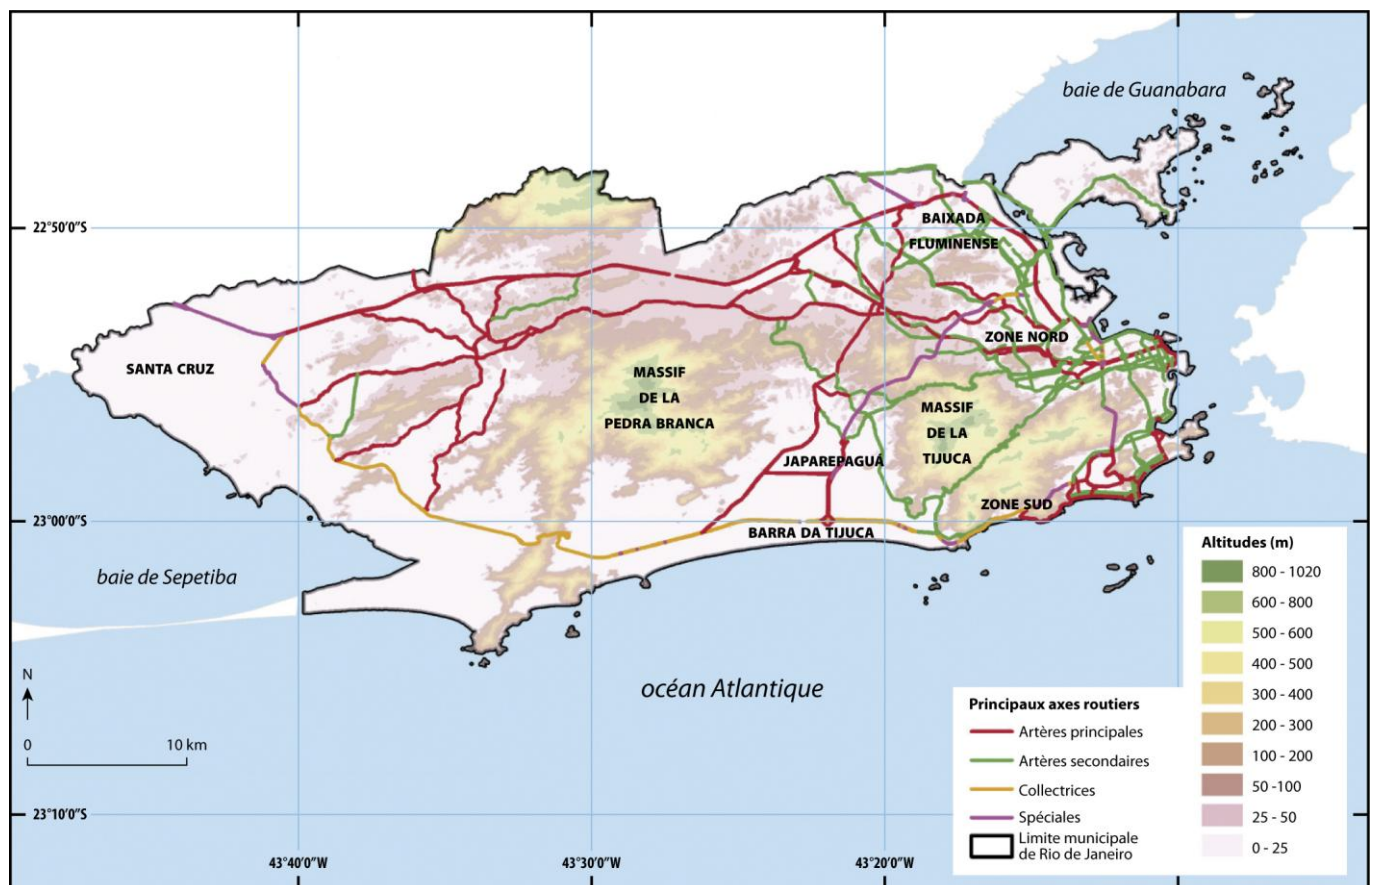 baie de Guanabara
22°50'0"S
BAIXADA
FLUMINENSE
ZONE NORD
SANTA CRUZ
MASSIF
DE LA
PEDRA BRANCA
MASSIF
DE LA
TIJUCA
JAPAREPAGUÁ
ZONE SUD
23°00'0"S
BARRA DA TIJUCA
baie de Sepetiba
océan Atlantique
N
0 10 km
23°10'0"S
43°40'0"W
43°30'0"W
43°20'0"W
Principaux axes routiers
Artères principales
Artères secondaires
Collectrices
Spéciales
Limite municipale
de Rio de Janeiro
Altitudes (m)
800 - 1020
600 - 800
500 - 600
400 - 500
300 - 400
200 - 300
100 - 200
50 -100
25 - 50
0 - 25